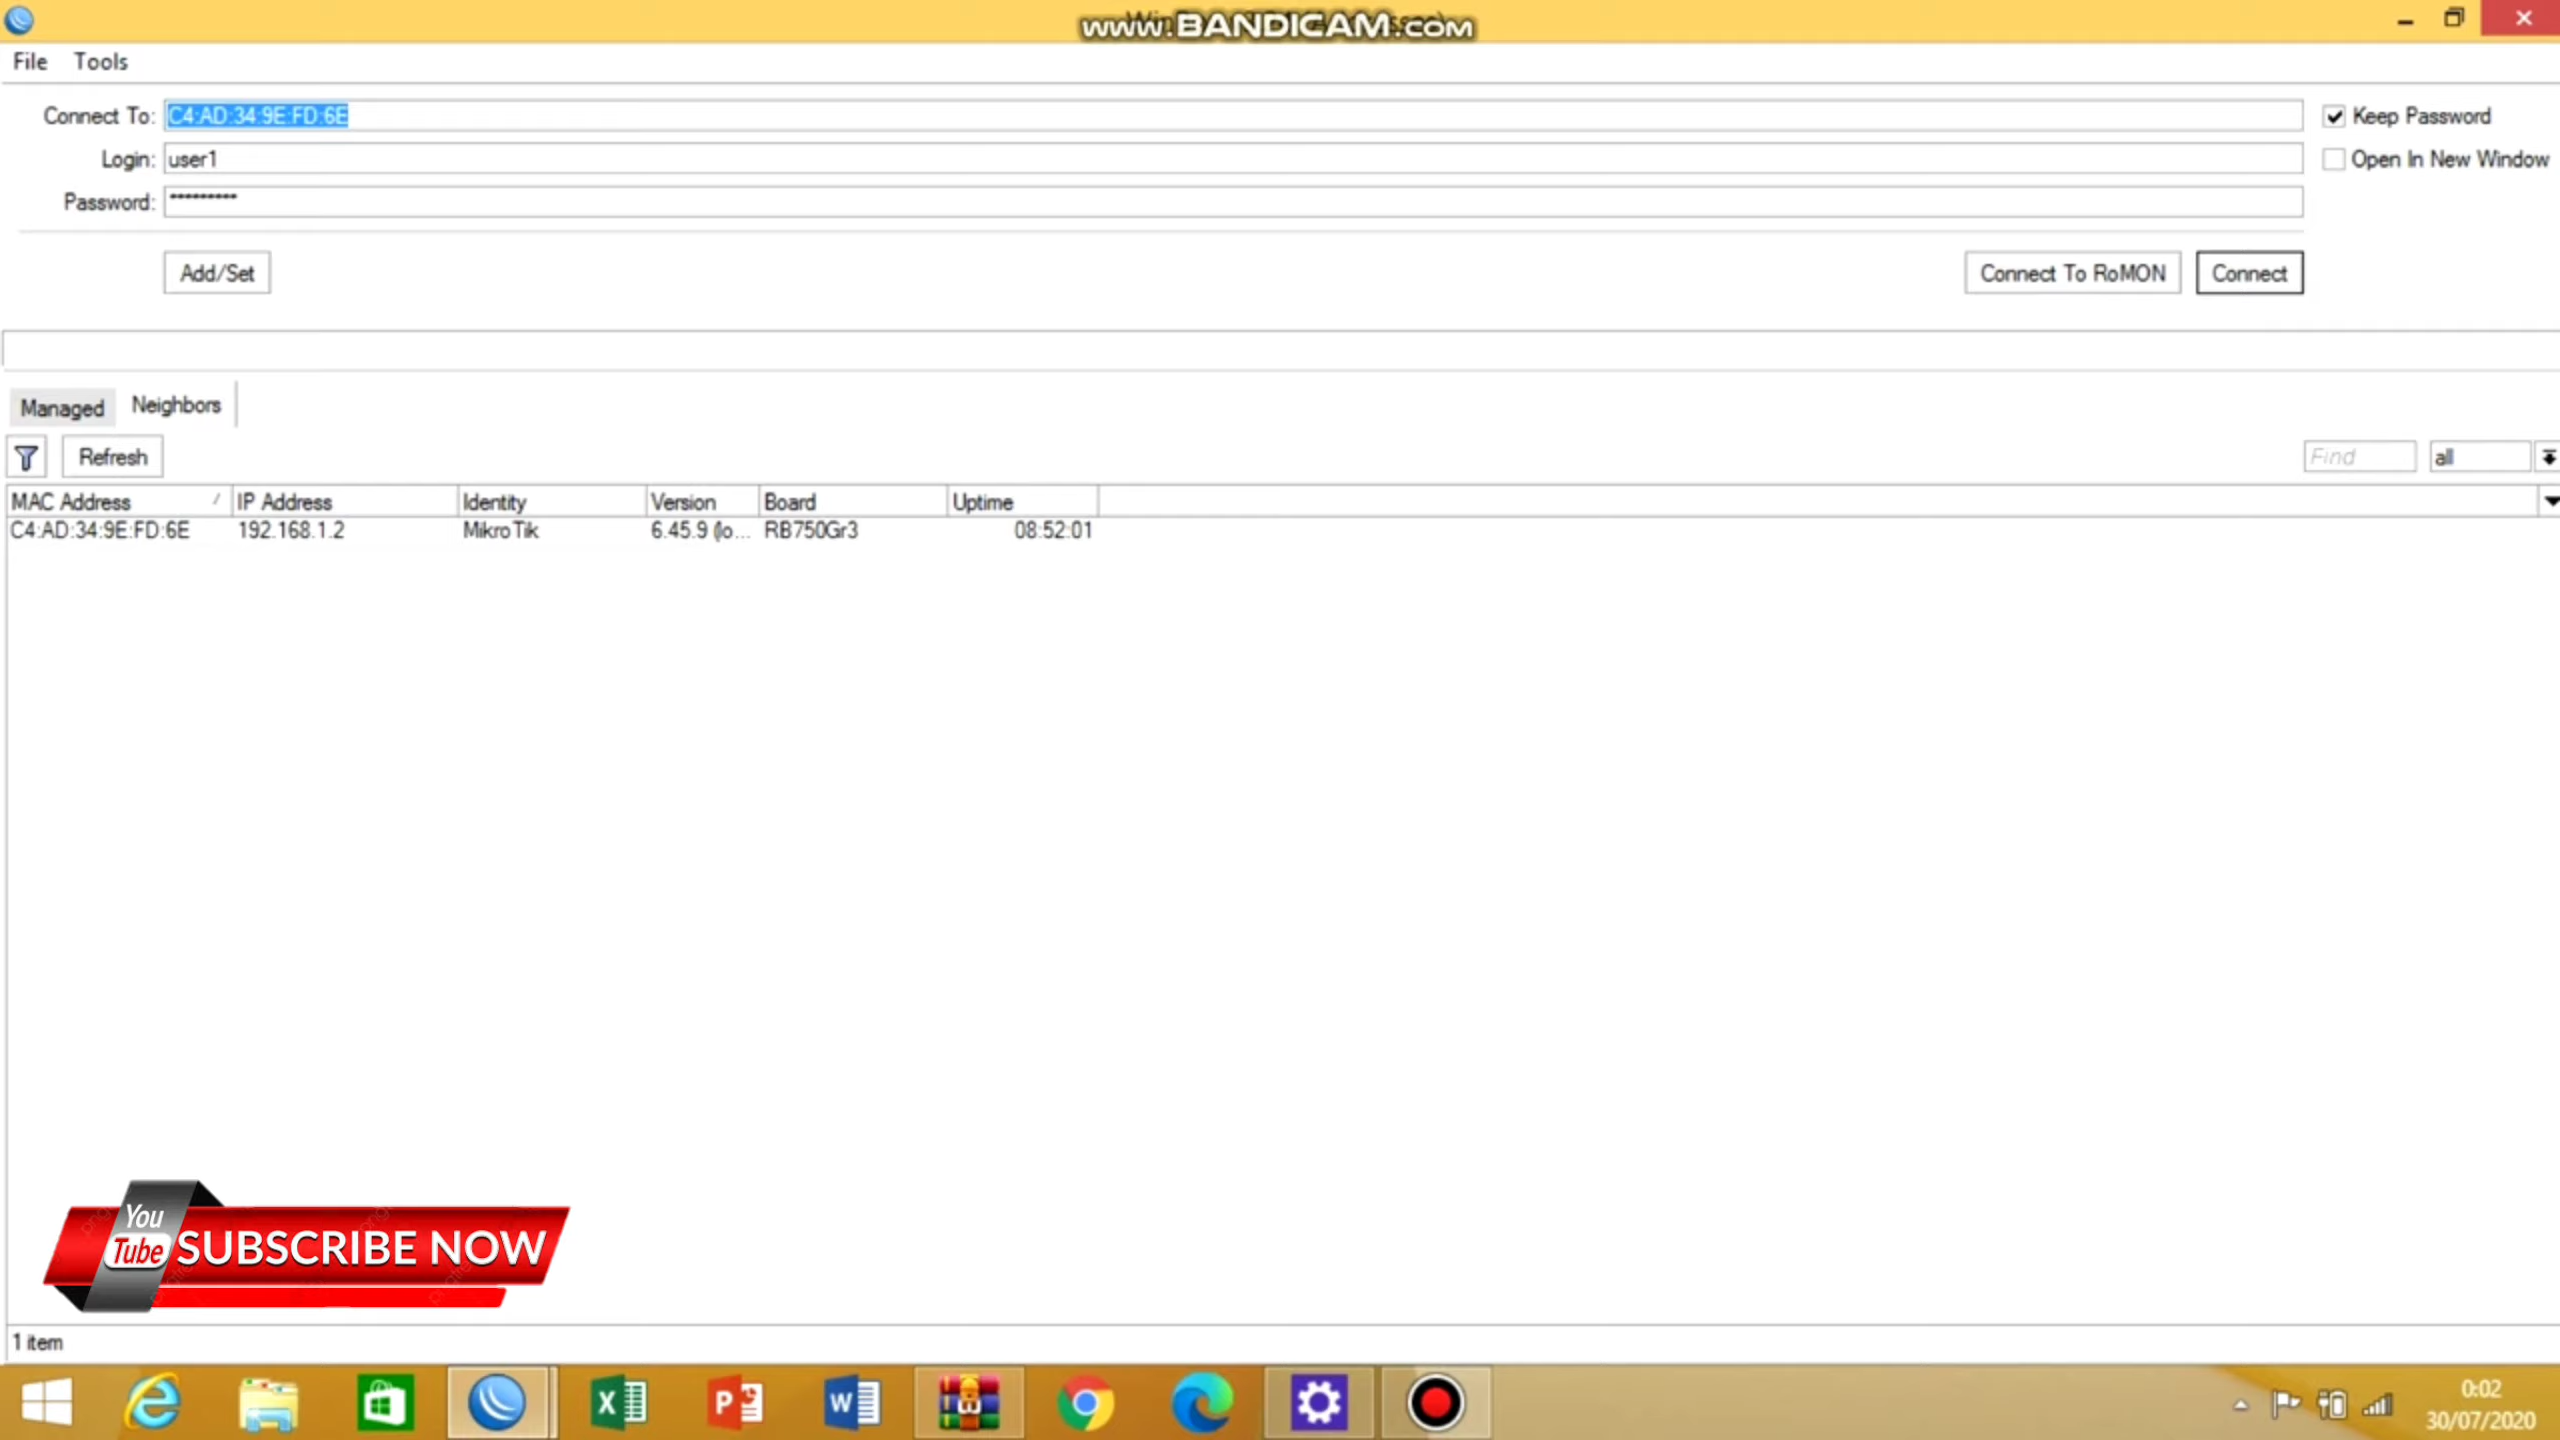 www.BANDICAM.com
File Tools
Connect To: C4:AD:34:9E:FD:6E
Keep Password
Login: user1
Open In New Window
Password: *********
Add/Set
Connect To RoMON
Connect
Managed Neighbors
Refresh
Find
all
MAC Address IP Address Identity Version Board Uptime
C4:AD:34:9E:FD:6E 192.168.1.2 MikroTik 6.45.9 (lo... RB750Gr3 08:52:01
You
Tube SUBSCRIBE NOW
1 item
0:02
30/07/2020